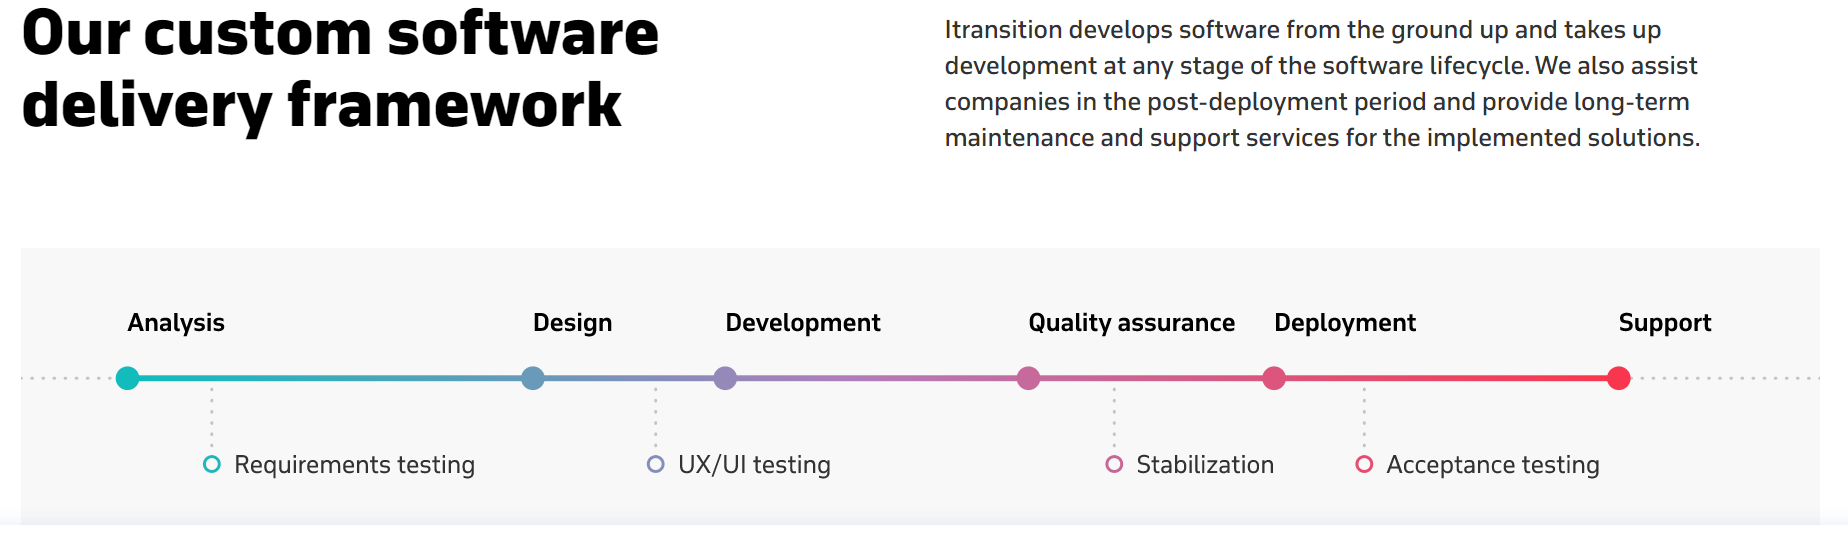 Our custom software
delivery framework
Itransition develops software from the ground up and takes up
development at any stage of the software lifecycle. We also assist
companies in the post-deployment period and provide long-term
maintenance and support services for the implemented solutions.
Analysis
Design
Development
Quality assurance
Deployment
Support
Requirements testing
UX/UI testing
Stabilization
Acceptance testing